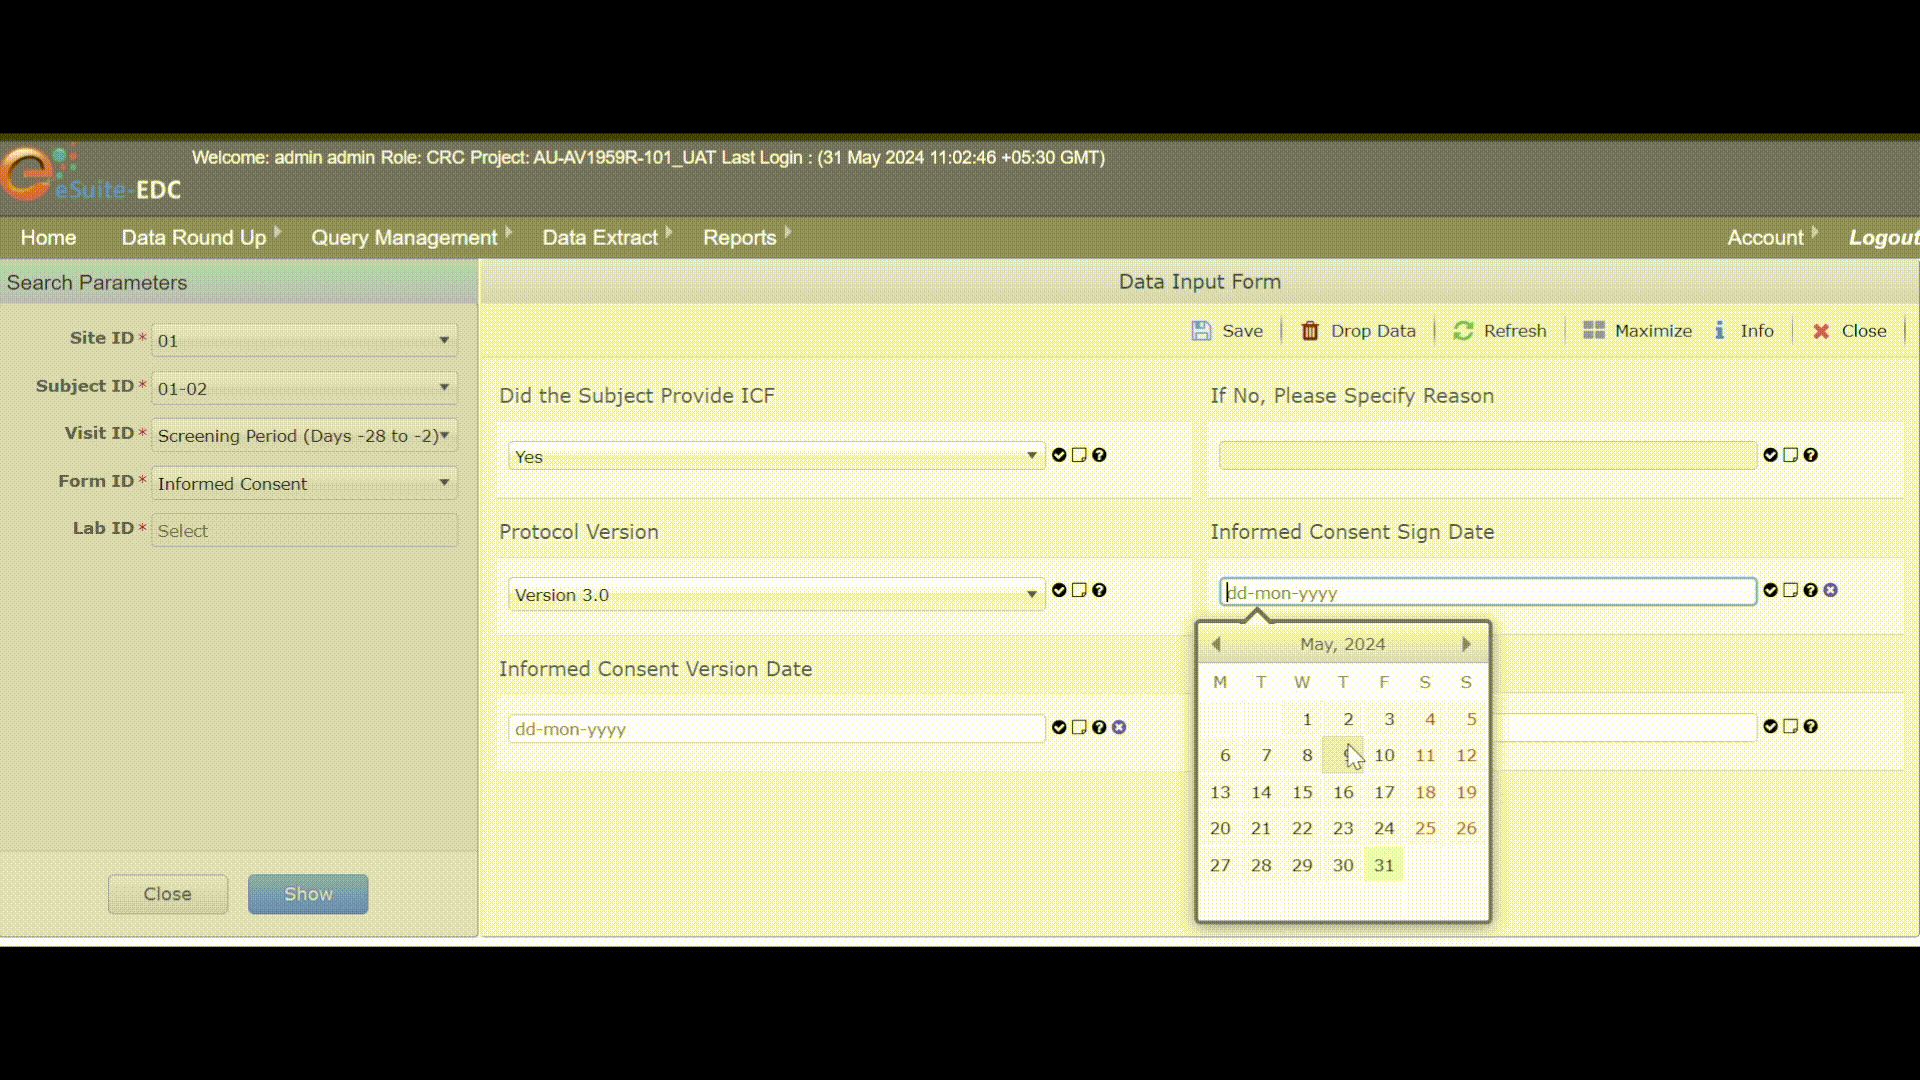 Welcome: admin admin Role: CRC Project: AU-AV1959R-101_UAT Last Login : (31 May 2024 11:02:46 +05:30 GMT)
eSuite-EDC
Home Data Round Up Query Management Data Extract Reports Account Logout
Search Parameters
Site ID * 01
Subject ID * 01-02
Visit ID * Screening Period (Days -28 to -2)
Form ID * Informed Consent
Lab ID * Select
Close Show
Data Input Form
Save Drop Data Refresh Maximize Info Close
Did the Subject Provide ICF If No, Please Specify Reason
Yes
Protocol Version Informed Consent Sign Date
Version 3.0 dd-mon-yyyy
Informed Consent Version Date
dd-mon-yyyy
May, 2024
M T W T F S S
1 2 3 4 5
6 7 8 9 10 11 12
13 14 15 16 17 18 19
20 21 22 23 24 25 26
27 28 29 30 31